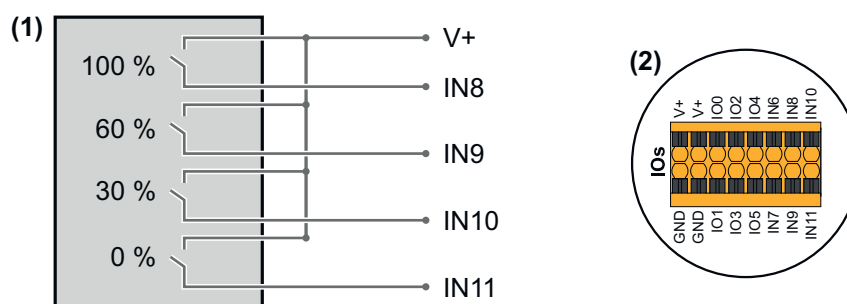 (1)
100 %
60 %
30 %
0 %
V+
IN8
IN9
IN10
IN11
(2)
V+ V+ IO0 IO2 IO4 IN6 IN8 IN10
IOs
GND GND IO1 IO3 IO5 IN7 IN9 IN11